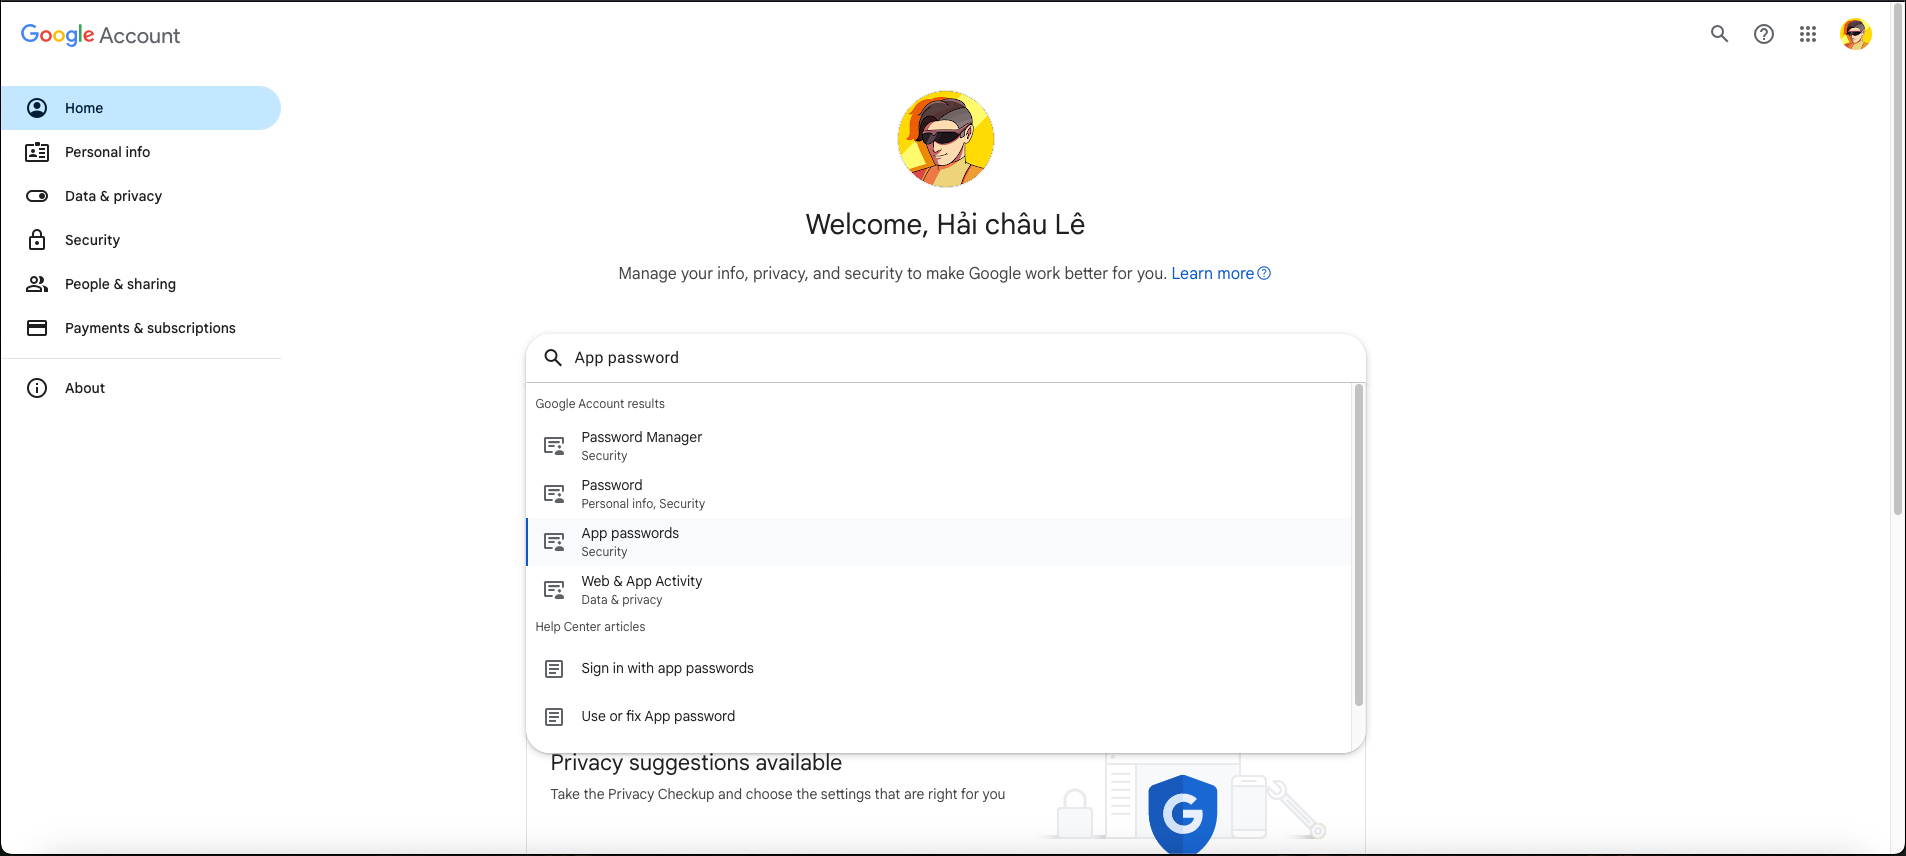 Google Account
Home
Personal info
Data & privacy
Security
People & sharing
Payments & subscriptions
About
Welcome, Hải châu Lê
Manage your info, privacy, and security to make Google work better for you. Learn more
App password
Google Account results
Password Manager
Security
Password
Personal info, Security
App passwords
Security
Web & App Activity
Data & privacy
Help Center articles
Sign in with app passwords
Use or fix App password
Privacy suggestions available
Take the Privacy Checkup and choose the settings that are right for you
G